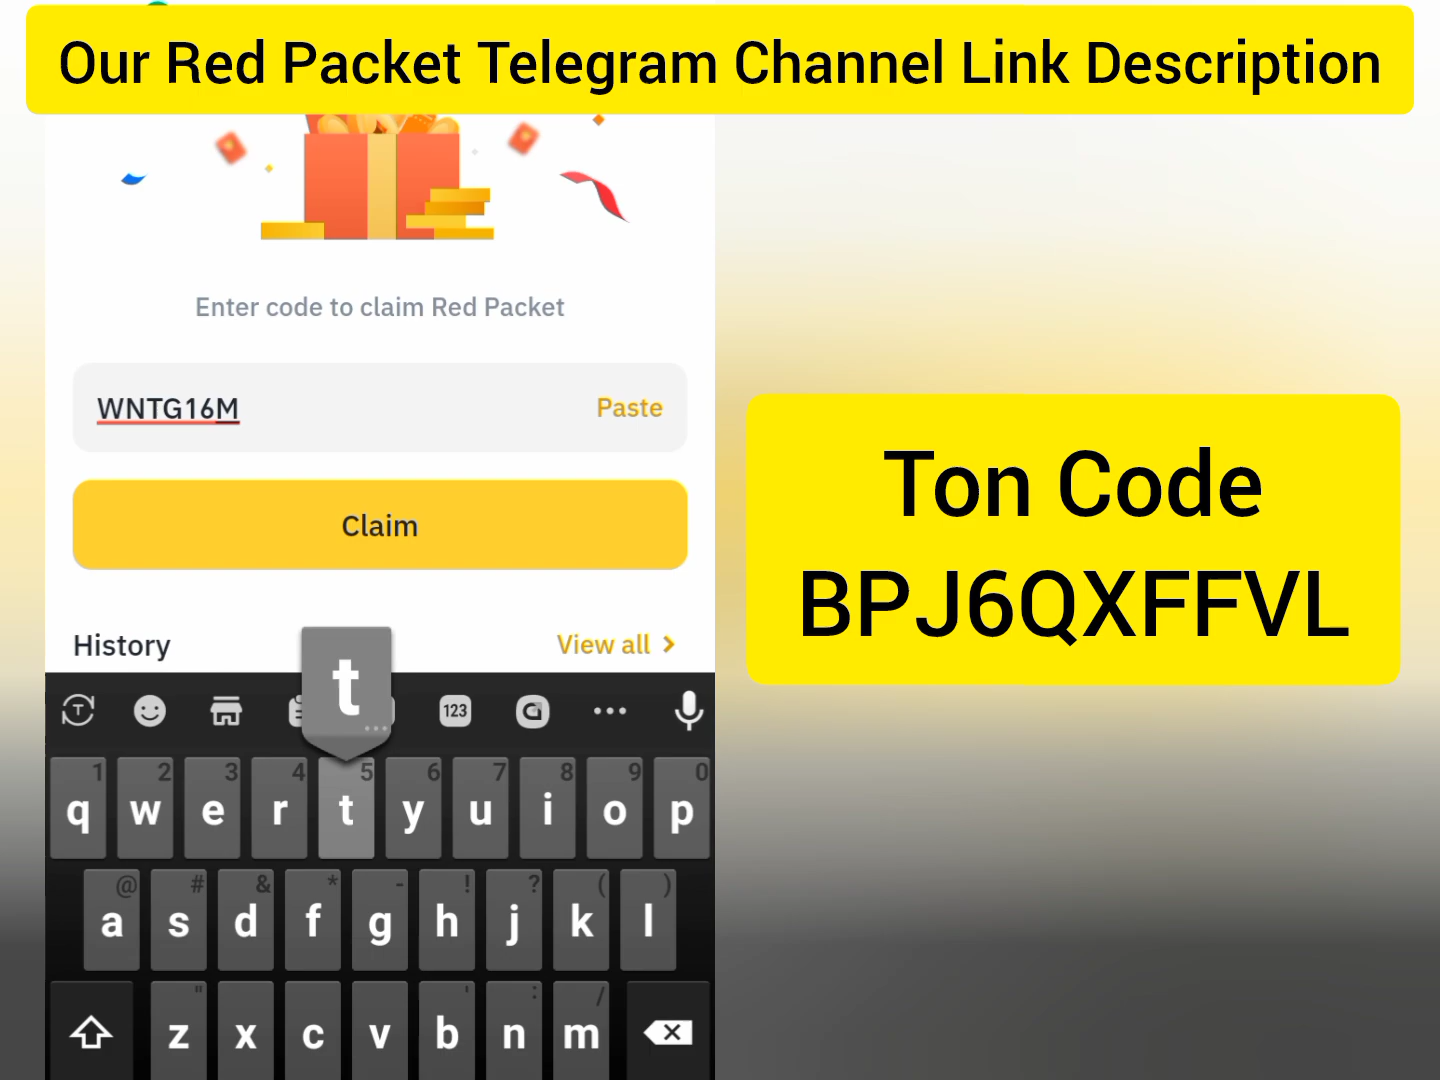 Our Red Packet Telegram Channel Link Description
Enter code to claim Red Packet
WNTG16M
Paste
Claim
History
View all
Ton Code
BPJ6QXFFVL
t
T
123
1 2 3 4 5 6 7 8 9 0
q w e r t y u i o p
@ # & * - ! ? ( )
a s d f g h j k l
" ' : /
z x c v b n m